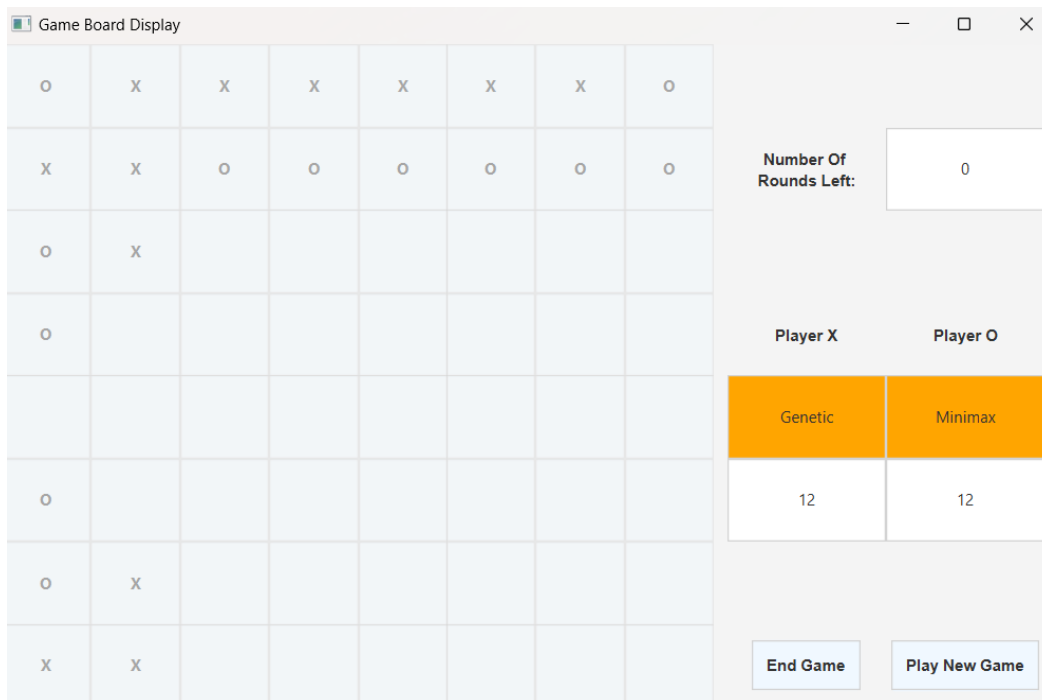 Game Board Display
O X X X X X X O
X X O O O O O O
Number Of
Rounds Left:
0
O X
O
Player X
Player O
Genetic
Minimax
O
12
12
O X
X X
End Game
Play New Game